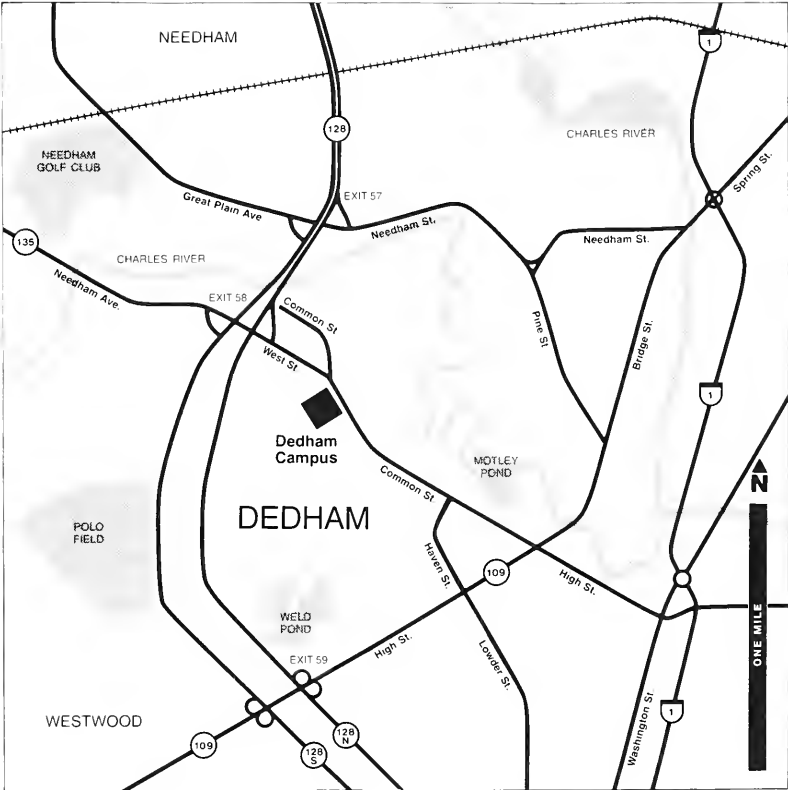 NEEDHAM
1
128
CHARLES RIVER
NEEDHAM
GOLF CLUB
Spring St.
Great Plain Ave
EXIT 57
Needham St.
Needham St.
135
CHARLES RIVER
Needham Ave.
EXIT 58
Common St
Pine St
Bridge St.
West St
1
Dedham
Campus
MOTLEY
POND
Common St
N
DEDHAM
POLO
FIELD
Haven St.
109
High St.
ONE MILE
WELD
POND
High St.
EXIT 59
Lowder St.
WESTWOOD
Washington St.
1
109
128
N
128
S